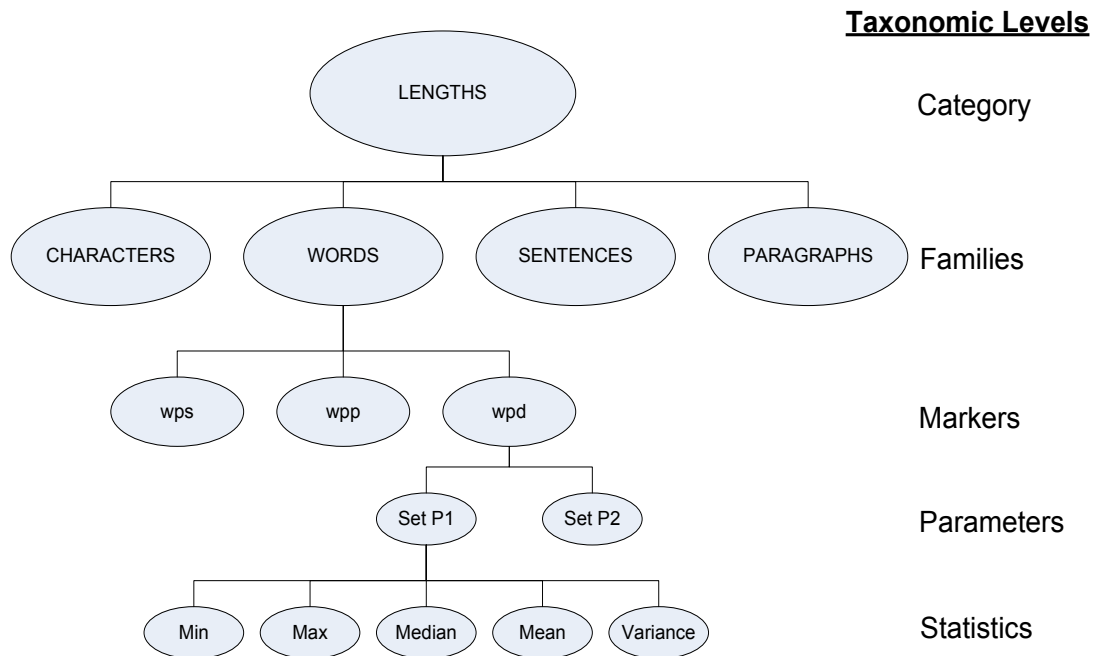 Taxonomic Levels
LENGTHS
Category
CHARACTERS WORDS SENTENCES PARAGRAPHS Families
wps wpp wpd Markers
Set P1 Set P2 Parameters
Min Max Median Mean Variance Statistics